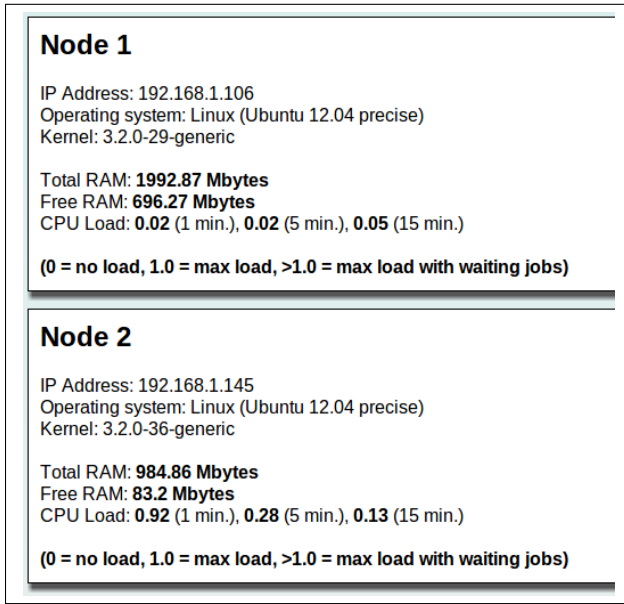 Node 1
IP Address: 192.168.1.106
Operating system: Linux (Ubuntu 12.04 precise)
Kernel: 3.2.0-29-generic
Total RAM: 1992.87 Mbytes
Free RAM: 696.27 Mbytes
CPU Load: 0.02 (1 min.), 0.02 (5 min.), 0.05 (15 min.)
(0 = no load, 1.0 = max load, >1.0 = max load with waiting jobs)
Node 2
IP Address: 192.168.1.145
Operating system: Linux (Ubuntu 12.04 precise)
Kernel: 3.2.0-36-generic
Total RAM: 984.86 Mbytes
Free RAM: 83.2 Mbytes
CPU Load: 0.92 (1 min.), 0.28 (5 min.), 0.13 (15 min.)
(0 = no load, 1.0 = max load, >1.0 = max load with waiting jobs)